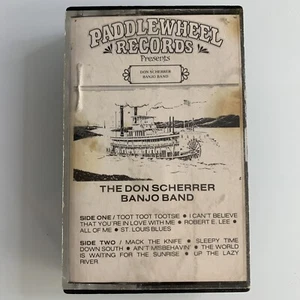 PADDLEWHEEL
RECORDS
Presents
DON SCHERRER
BANJO BAND
THE DON SCHERRER
BANJO BAND
SIDE ONE / TOOT TOOT TOOTSIE • I CAN'T BELIEVE
THAT YOU'RE IN LOVE WITH ME • ROBERT E. LEE •
ALL OF ME • ST. LOUIS BLUES
SIDE TWO / MACK THE KNIFE • SLEEPY TIME
DOWN SOUTH • AIN'T MISBEHAVIN' • THE WORLD
IS WAITING FOR THE SUNRISE • UP THE LAZY
RIVER